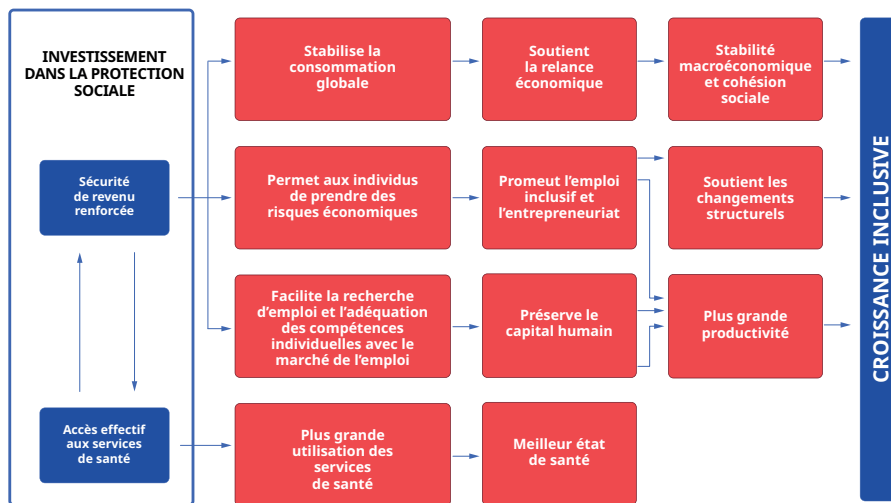 INVESTISSEMENT
DANS LA PROTECTION
SOCIALE
Sécurité
de revenu
renforcée
Accès effectif
aux services
de santé
Stabilise la
consommation
globale
Soutient
la relance
économique
Stabilité
macroéconomique
et cohésion
sociale
Permet aux individus
de prendre des
risques économiques
Promeut l’emploi
inclusif et
l’entrepreneuriat
Soutient les
changements
structurels
Facilite la recherche
d’emploi et l’adéquation
des compétences
individuelles avec le
marché de l’emploi
Préserve le
capital humain
Plus grande
productivité
Plus grande
utilisation des
services
de santé
Meilleur état
de santé
CROISSANCE INCLUSIVE